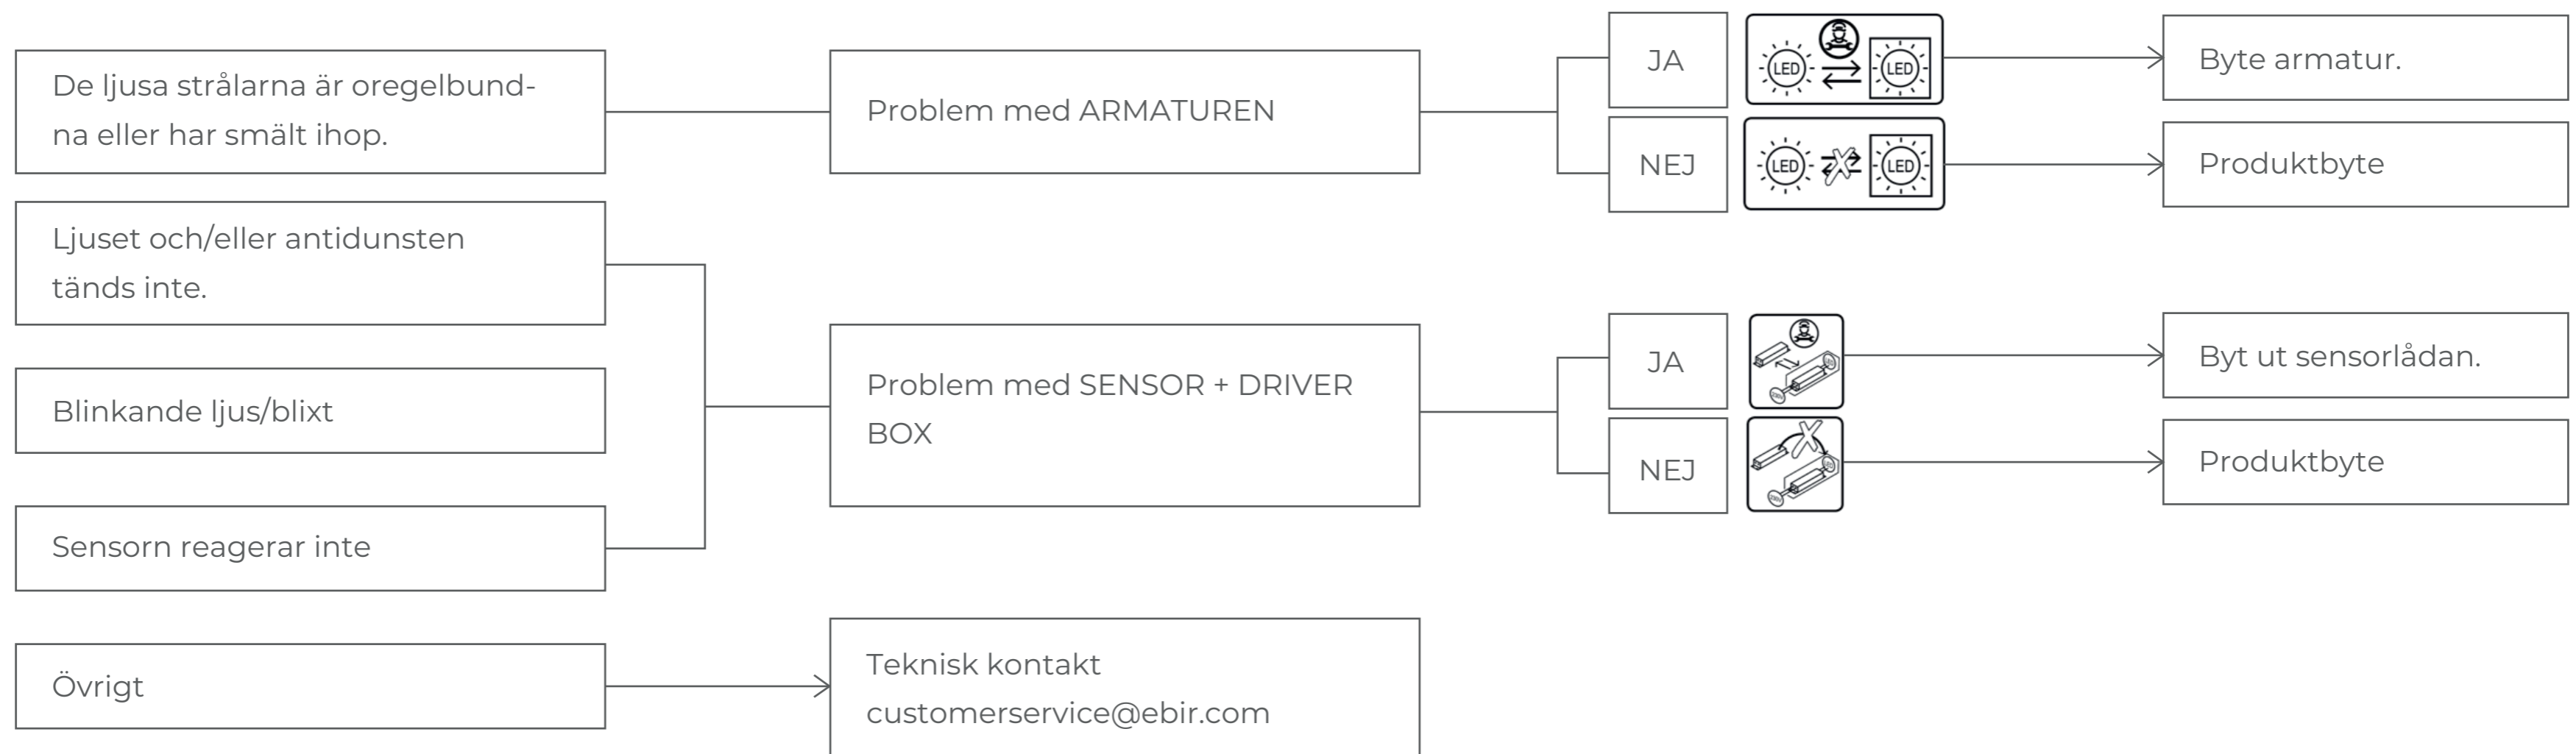 De ljusa strålarna är oregelbund-
na eller har smält ihop.
Problem med ARMATUREN
JA
LED
LED
Byte armatur.
NEJ
LED
LED
Produktbyte
Ljuset och/eller antidunsten
tänds inte.
Blinkande ljus/blixt
Sensorn reagerar inte
Problem med SENSOR + DRIVER
BOX
JA
Byt ut sensorlådan.
NEJ
Produktbyte
Övrigt
Teknisk kontakt
customerservice@ebir.com